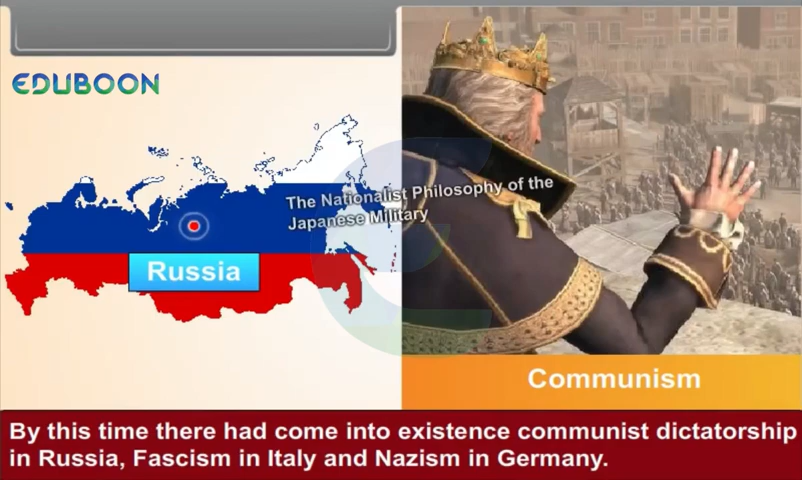 EDUBOON
The Nationalist Philosophy of the
Japanese Military
Russia
Communism
By this time there had come into existence communist dictatorship
in Russia, Fascism in Italy and Nazism in Germany.